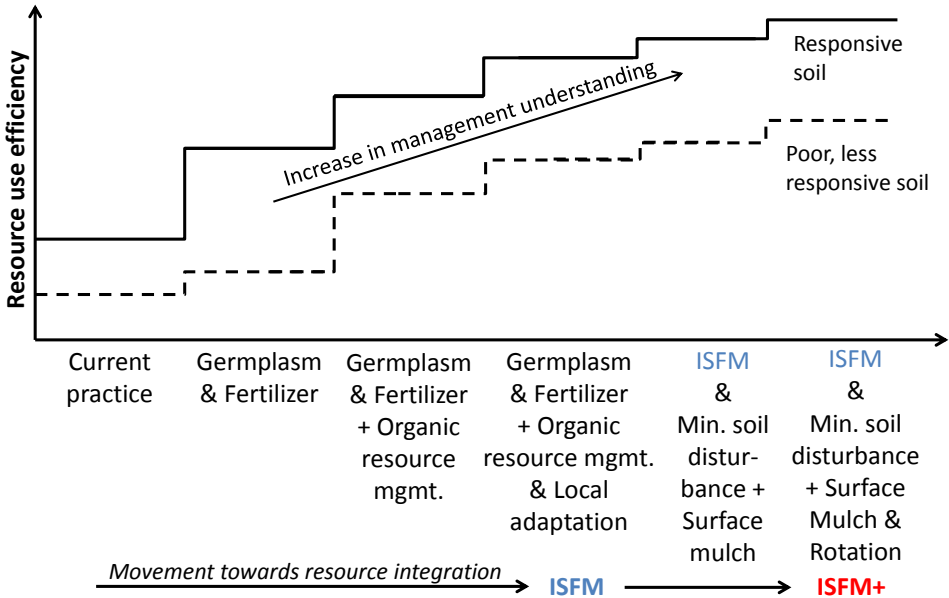 Resource use efficiency
Responsive
soil
Increase in management understanding
Poor, less
responsive soil
Current
practice
Germplasm
& Fertilizer
Germplasm
& Fertilizer
+ Organic
resource
mgmt.
Germplasm
& Fertilizer
+ Organic
resource mgmt.
& Local
adaptation
ISFM
&
Min. soil
distur-
bance +
Surface
mulch
ISFM
&
Min. soil
disturbance
+ Surface
Mulch &
Rotation
Movement towards resource integration
ISFM
ISFM+